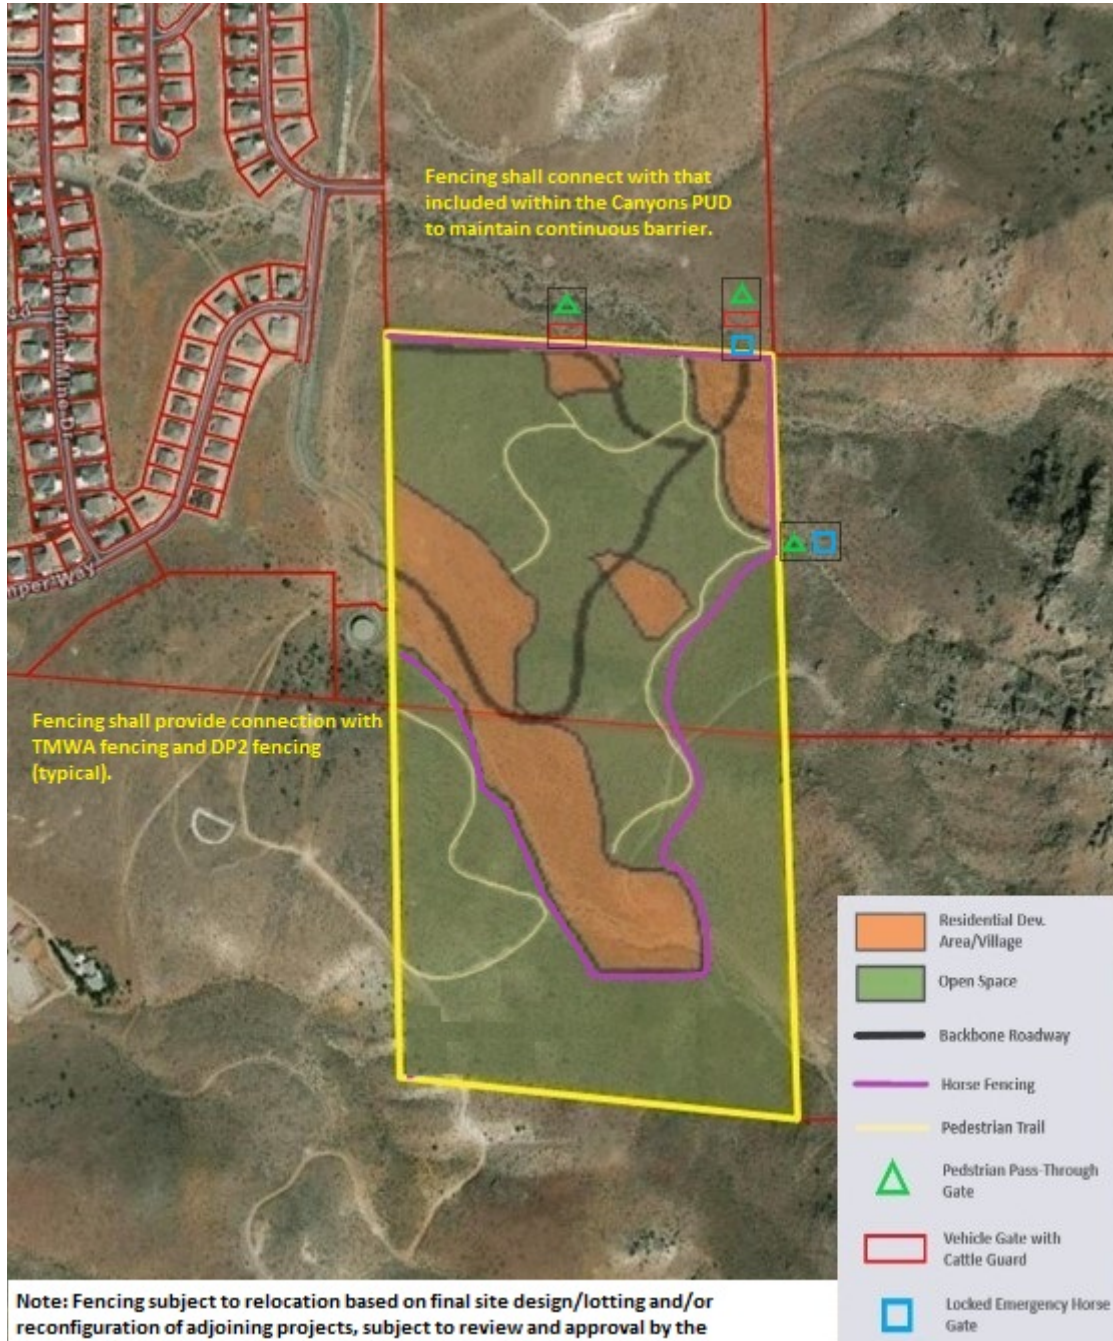 Fencing shall connect with that
included within the Canyons PUD
to maintain continuous barrier.
Palladium Mine Dr
Way
Fencing shall provide connection with
TMWA fencing and DP2 fencing
(typical).
Residential Dev.
Area/Village
Open Space
Backbone Roadway
Horse Fencing
Pedestrian Trail
Pedstrian Pass-Through
Gate
Vehicle Gate with
Cattle Guard
Locked Emergency Horse
Gate
Note: Fencing subject to relocation based on final site design/lotting and/or
reconfiguration of adjoining projects, subject to review and approval by the